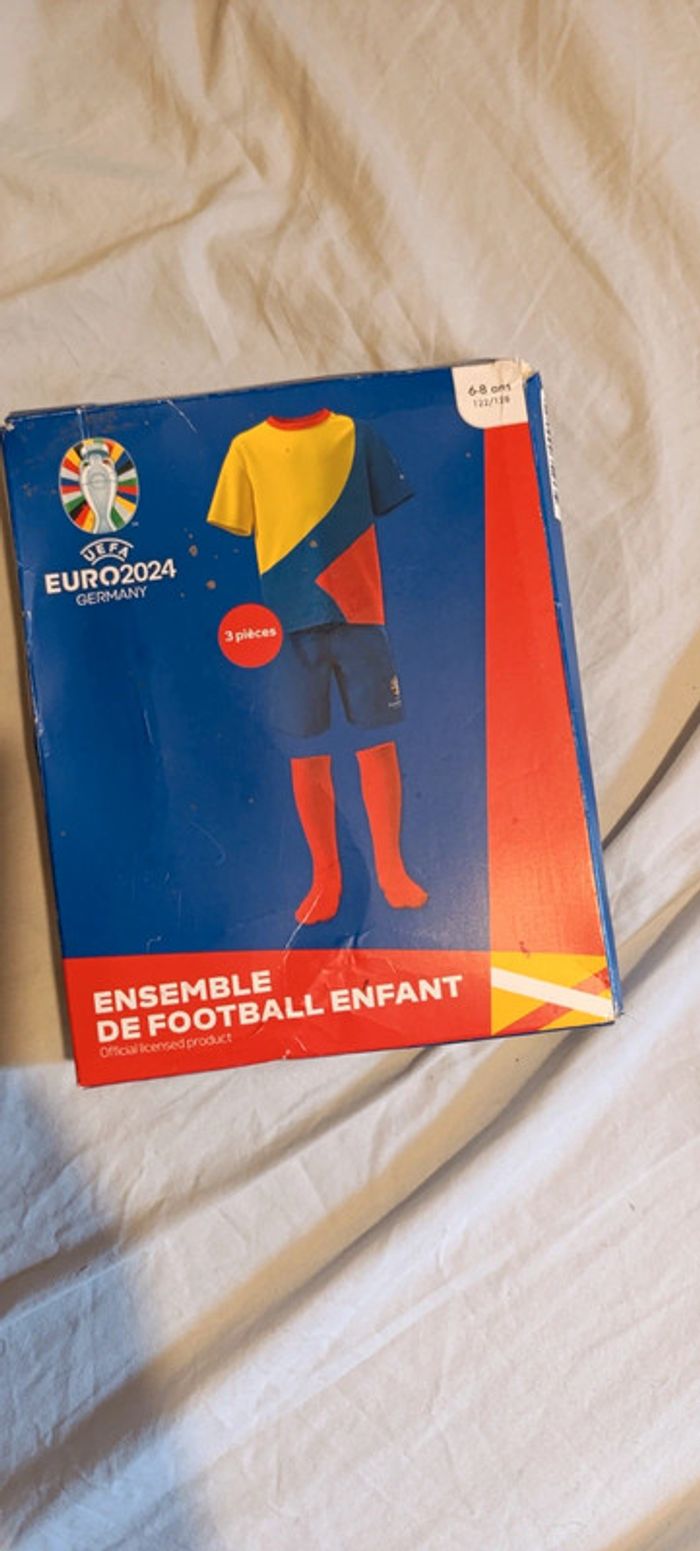 6-8 ans
122/128
UEFA
EURO2024
GERMANY
3 pièces
ENSEMBLE
DE FOOTBALL ENFANT
Official licensed product